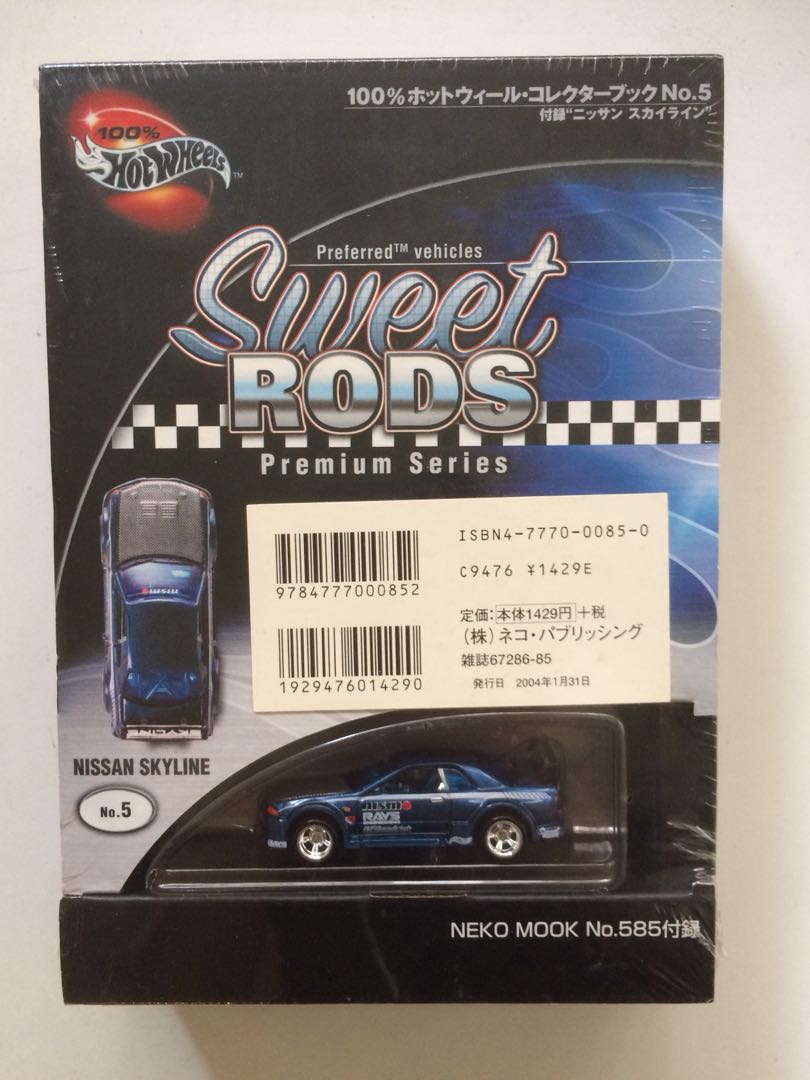 100%ホットウィール・コレクターブックNo.5
付録"ニッサン スカイライン"
100%
HOT WHEELS™
Preferred™ vehicles
Sweet
RODS
Premium Series
ISBN4-7770-0085-0
C9476 ¥1429E
9784777000852
定価：本体1429円+税
(株)ネコ・パブリッシング
雑誌67286-85
1929476014290
発行日 2004年1月31日
nismo
NISSAN SKYLINE
No.5
nismo
RAYS
BFGoodrich
NEKO MOOK No.585付録